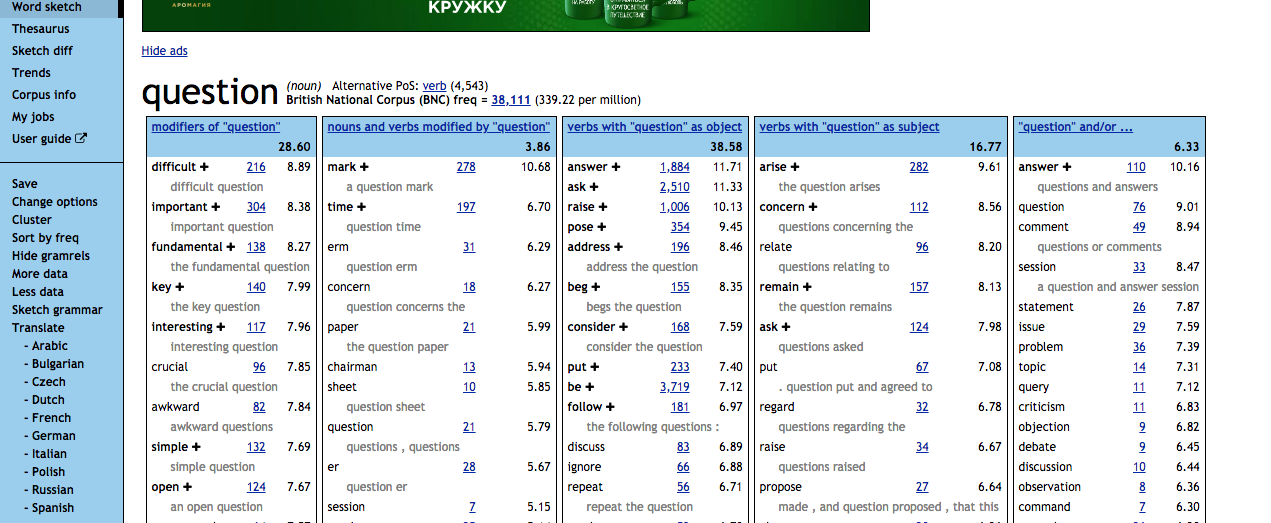 Word sketch
Thesaurus
Sketch diff
Trends
Corpus info
My jobs
User guide
Save
Change options
Cluster
Sort by freq
Hide gramrels
More data
Less data
Sketch grammar
Translate
- Arabic
- Bulgarian
- Czech
- Dutch
- French
- German
- Italian
- Polish
- Russian
- Spanish
АРОМАГИЯ
КРУЖКУ
НА РАБОТУ
В КРУГОСВЕТНОЕ
ПУТЕШЕСТВИЕ
Hide ads
question (noun) Alternative PoS: verb (4,543)
British National Corpus (BNC) freq = 38,111 (339.22 per million)
modifiers of "question"
28.60
difficult + 216 8.89
difficult question
important + 304 8.38
important question
fundamental + 138 8.27
the fundamental question
key + 140 7.99
the key question
interesting + 117 7.96
interesting question
crucial 96 7.85
the crucial question
awkward 82 7.84
awkward questions
simple + 132 7.69
simple question
open + 124 7.67
an open question
nouns and verbs modified by "question"
3.86
mark + 278 10.68
a question mark
time + 197 6.70
question time
erm 31 6.29
question erm
concern 18 6.27
question concerns the
paper 21 5.99
the question paper
chairman 13 5.94
sheet 10 5.85
question sheet
question 21 5.79
questions , questions
er 28 5.67
question er
session 7 5.15
verbs with "question" as object
38.58
answer + 1,884 11.71
ask + 2,510 11.33
raise + 1,006 10.13
pose + 354 9.45
address + 196 8.46
address the question
beg + 155 8.35
begs the question
consider + 168 7.59
consider the question
put + 233 7.40
be + 3,719 7.12
follow + 181 6.97
the following questions :
discuss 83 6.89
ignore 66 6.88
repeat 56 6.71
repeat the question
verbs with "question" as subject
16.77
arise + 282 9.61
the question arises
concern + 112 8.56
questions concerning the
relate 96 8.20
questions relating to
remain + 157 8.13
the question remains
ask + 124 7.98
questions asked
put 67 7.08
. question put and agreed to
regard 32 6.78
questions regarding the
raise 34 6.67
questions raised
propose 27 6.64
made , and question proposed , that this
"question" and/or ...
6.33
answer + 110 10.16
questions and answers
question 76 9.01
comment 49 8.94
questions or comments
session 33 8.47
a question and answer session
statement 26 7.87
issue 29 7.59
problem 36 7.39
topic 14 7.31
query 11 7.12
criticism 11 6.83
objection 9 6.82
debate 9 6.45
discussion 10 6.44
observation 8 6.36
command 7 6.30